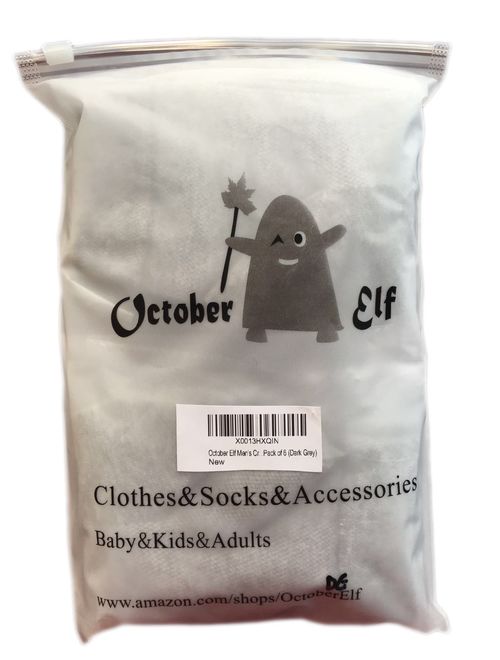 October Elf
X0013HXQIN
October Elf Men's Cr...Pack of 6 (Dark Grey)
New
Clothes&Socks&Accessories
Baby&Kids&Adults
www.amazon.com/shops/OctoberElf